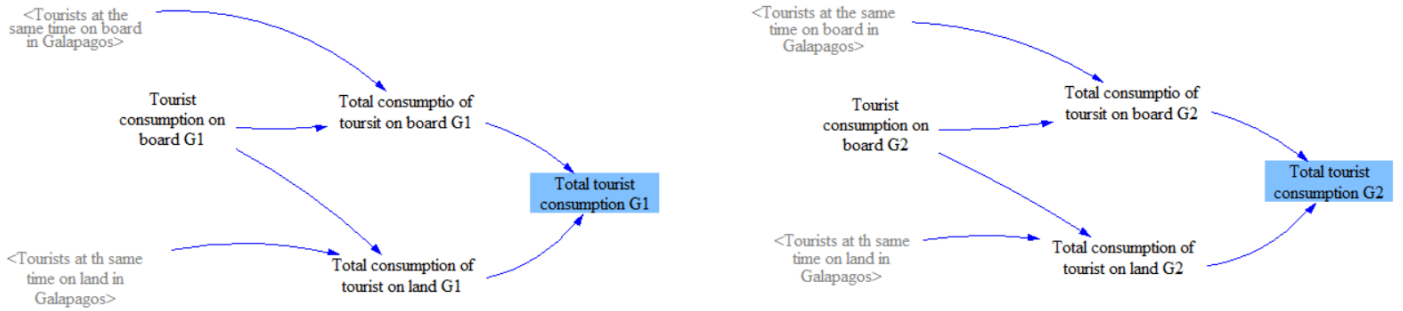 <Tourists at the
same time on board
in Galapagos>
Tourist
consumption on
board G1
Total consumptio of
toursit on board G1
Total tourist
consumption G1
<Tourists at th same
time on land in
Galapagos>
Total consumption of
tourist on land G1
<Tourists at the same
time on board in
Galapagos>
Tourist
consumption on
board G2
Total consumptio of
toursit on board G2
Total tourist
consumption G2
<Tourists at th same
time on land in
Galapagos>
Total consumption of
tourist on land G2